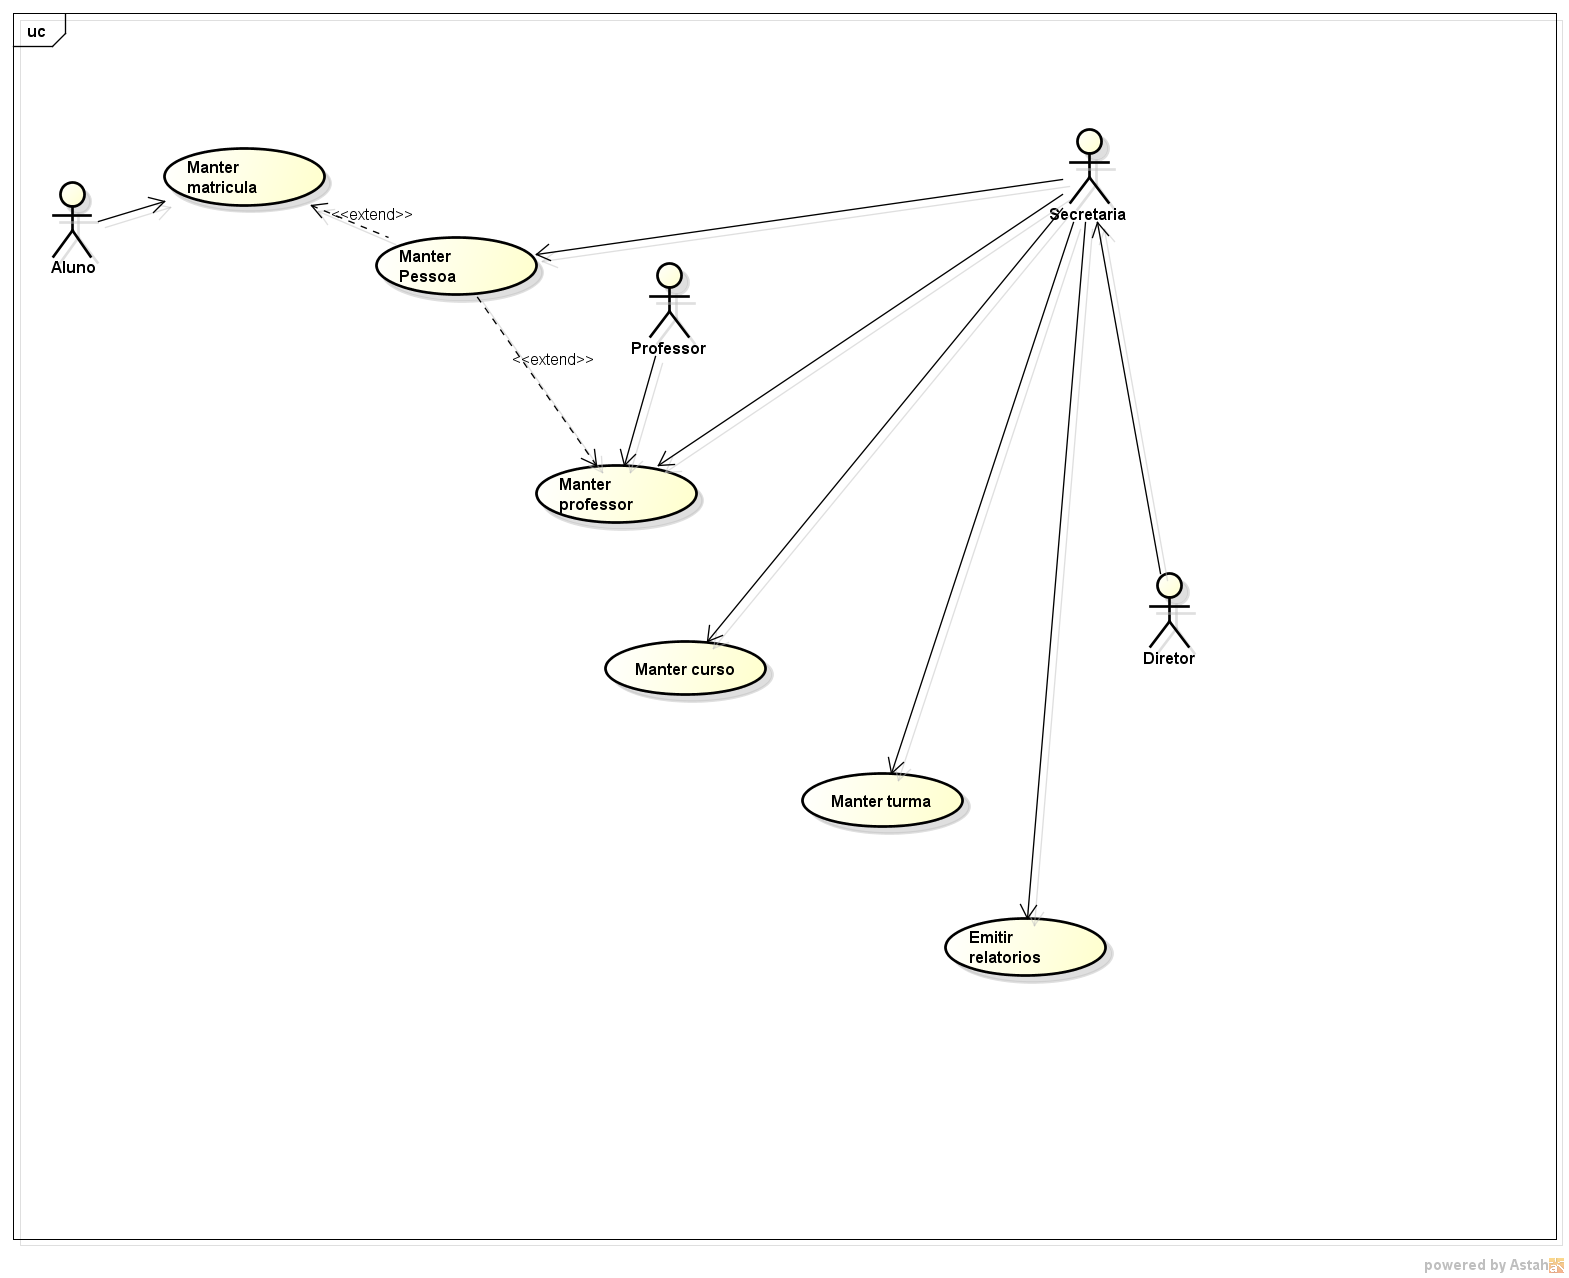 uc
Manter
matricula
Aluno
<<extend>>
Manter
Pessoa
Secretaria
Professor
<<extend>>
Manter
professor
Manter curso
Diretor
Manter turma
Emitir
relatorios
powered by Astah